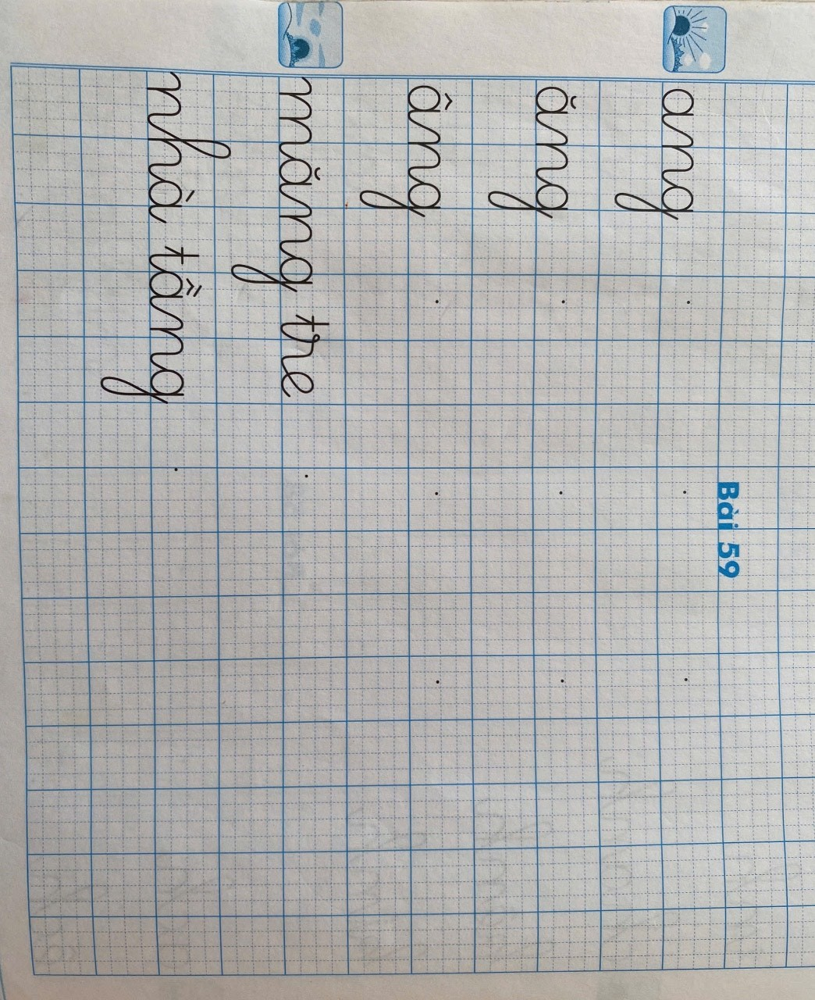 Bài 59
ang
ăng
âng
măng tre
nhà tầng